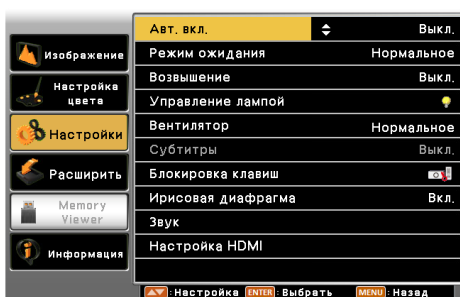 Изображение
Настройка
цвета
Настройки
Расширить
Memory
Viewer
Информация
Авт. вкл. Выкл.
Режим ожидания Нормальное
Возвышение Выкл.
Управление лампой
Вентилятор Нормальное
Субтитры Выкл.
Блокировка клавиш
Ирисовая диафрагма Вкл.
Звук
Настройка HDMI
:Настройка ENTER :Выбрать MENU :Назад